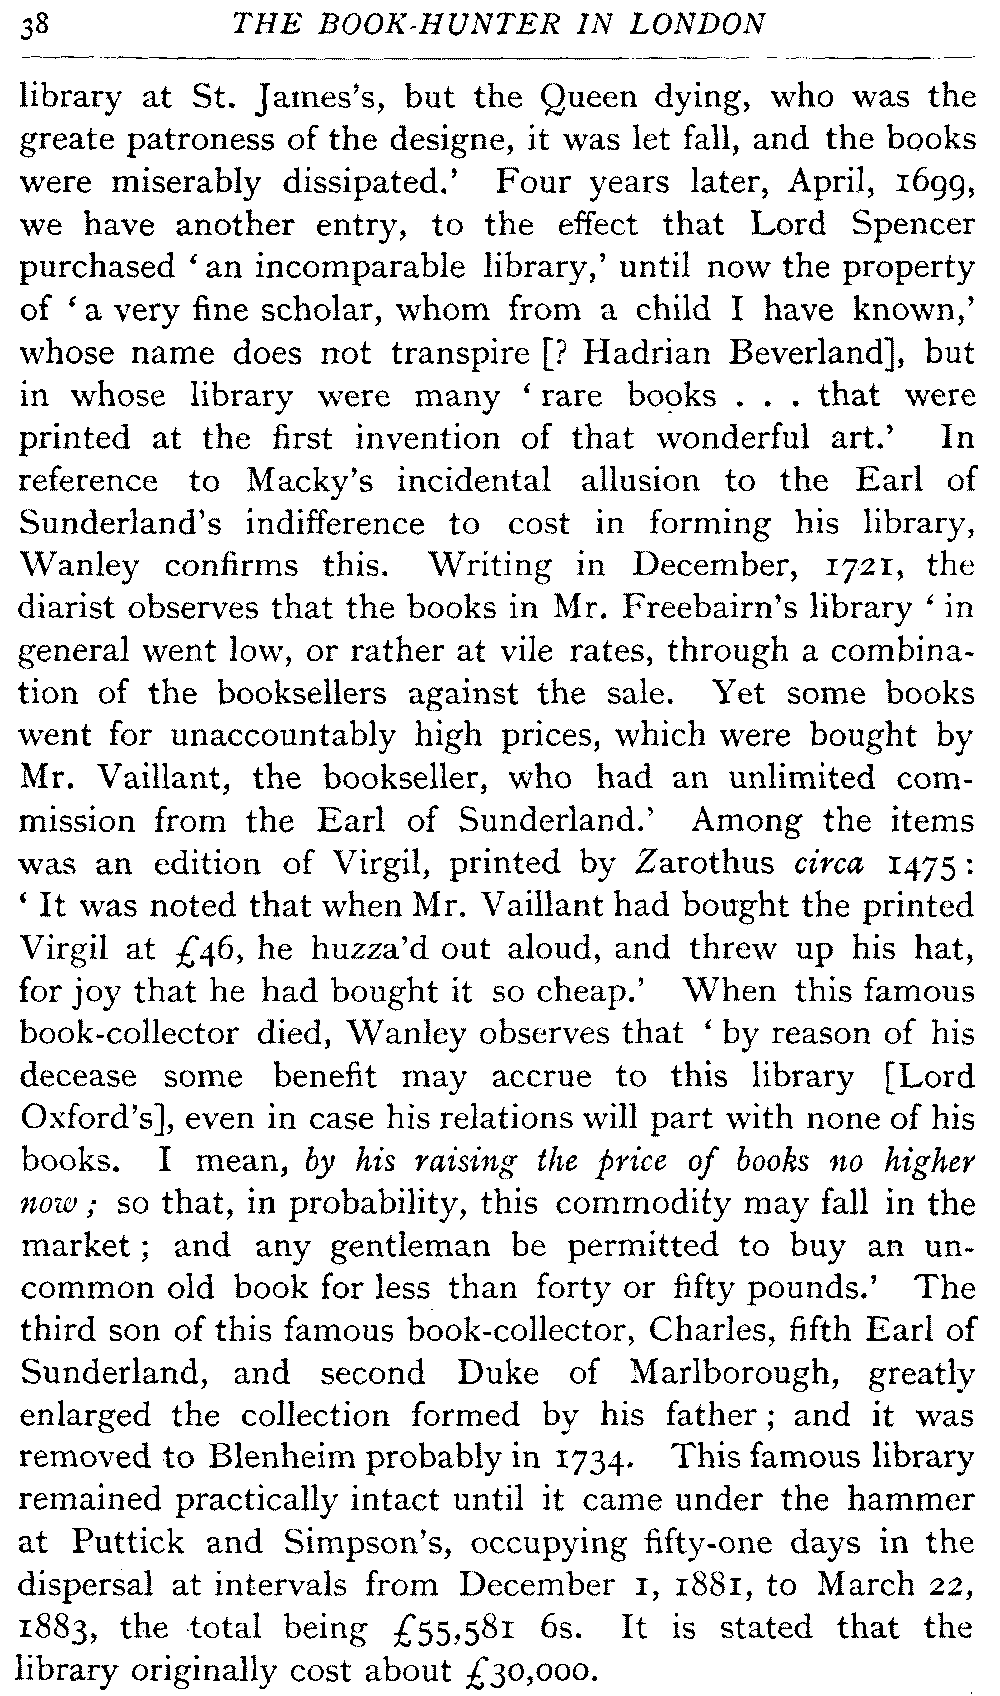 38 THE BOOK-HUNTER IN LONDON
library at St. James's, but the Queen dying, who was the
greate patroness of the designe, it was let fall, and the books
were miserably dissipated.' Four years later, April, 1699,
we have another entry, to the effect that Lord Spencer
purchased ‘an incomparable library,' until now the property
of ‘a very fine scholar, whom from a child I have known,'
whose name does not transpire [? Hadrian Beverland], but
in whose library were many ‘rare books . . . that were
printed at the first invention of that wonderful art.' In
reference to Macky's incidental allusion to the Earl of
Sunderland's indifference to cost in forming his library,
Wanley confirms this. Writing in December, 1721, the
diarist observes that the books in Mr. Freebairn's library ‘in
general went low, or rather at vile rates, through a combina-
tion of the booksellers against the sale. Yet some books
went for unaccountably high prices, which were bought by
Mr. Vaillant, the bookseller, who had an unlimited com-
mission from the Earl of Sunderland.' Among the items
was an edition of Virgil, printed by Zarothus circa 1475:
‘It was noted that when Mr. Vaillant had bought the printed
Virgil at £46, he huzza'd out aloud, and threw up his hat,
for joy that he had bought it so cheap.' When this famous
book-collector died, Wanley observes that ‘by reason of his
decease some benefit may accrue to this library [Lord
Oxford's], even in case his relations will part with none of his
books. I mean, by his raising the price of books no higher
now; so that, in probability, this commodity may fall in the
market; and any gentleman be permitted to buy an un-
common old book for less than forty or fifty pounds.' The
third son of this famous book-collector, Charles, fifth Earl of
Sunderland, and second Duke of Marlborough, greatly
enlarged the collection formed by his father; and it was
removed to Blenheim probably in 1734. This famous library
remained practically intact until it came under the hammer
at Puttick and Simpson's, occupying fifty-one days in the
dispersal at intervals from December 1, 1881, to March 22,
1883, the total being £55,581 6s. It is stated that the
library originally cost about £30,000.